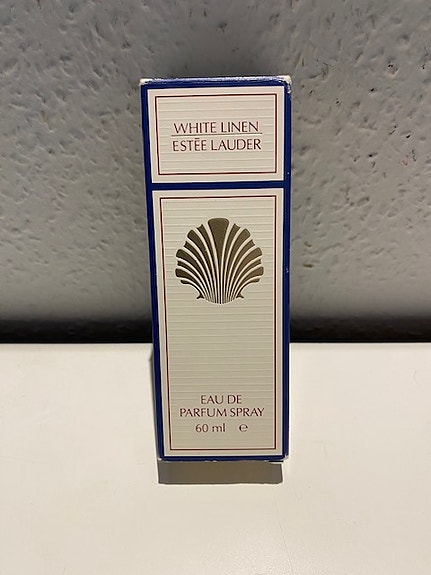 WHITE LINEN
ESTĒE LAUDER
EAU DE
PARFUM SPRAY
60 ml ℮